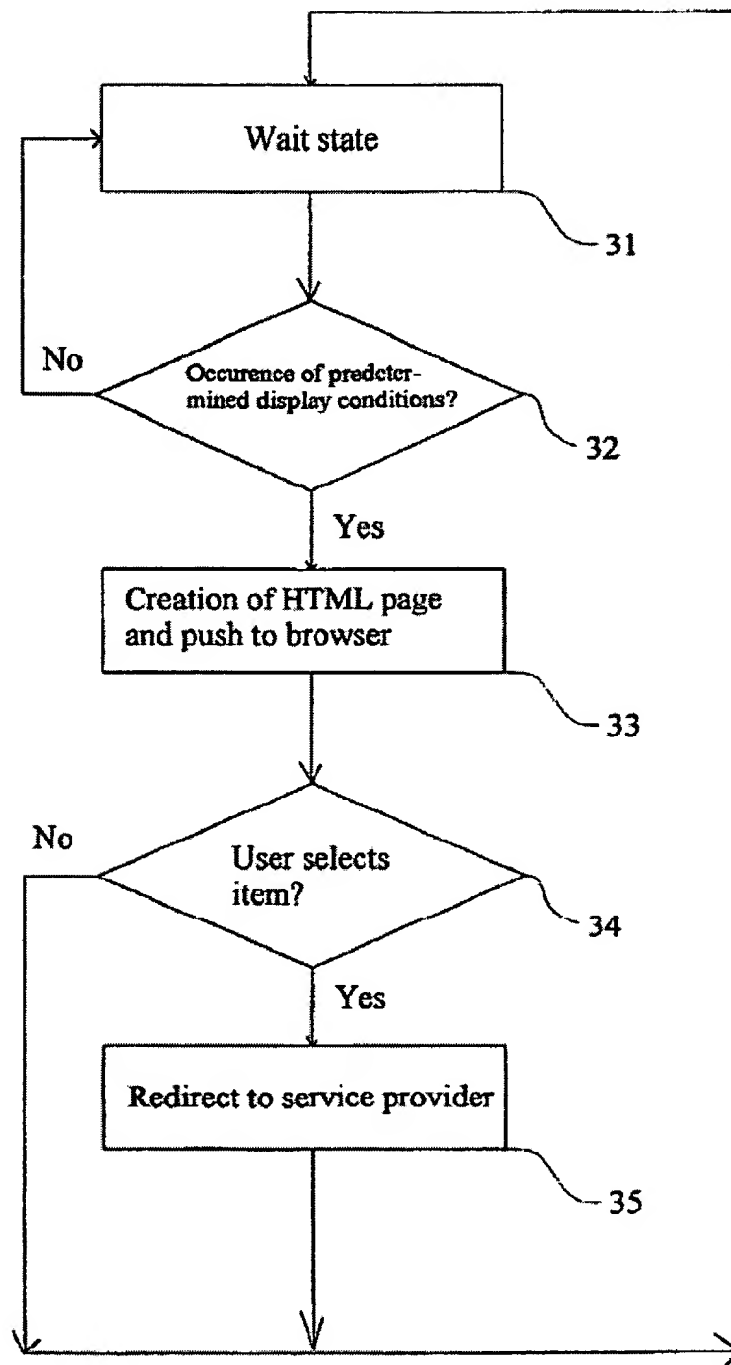 Wait state
31
No
Occurence of predeter-
mined display conditions?
32
Yes
Creation of HTML page
and push to browser
33
No
User selects
item?
34
Yes
Redirect to service provider
35